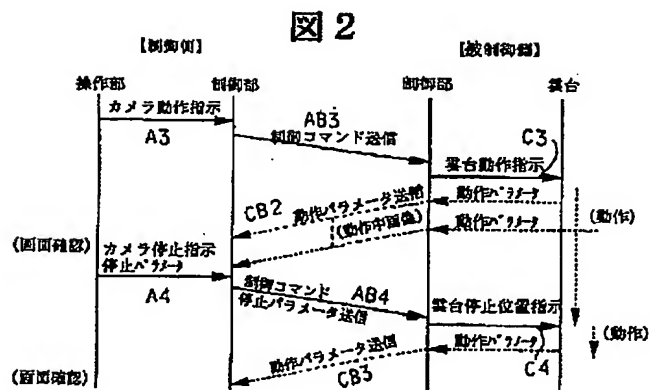 図2
【制御側】
【被制御側】
操作部
制御部
制御部
雲台
カメラ動作指示
A3
AB3
制御コマンド送信
C3
雲台動作指示
CB2
動作パラメータ送信
動作パラメータ
(動作中画像)
動作パラメータ
(動作)
(画面確認)
カメラ停止指示
停止パラメータ
A4
制御コマンド
停止パラメータ送信
AB4
雲台停止位置指示
動作パラメータ送信
CB3
動作パラメータ
C4
(動作)
(画面確認)